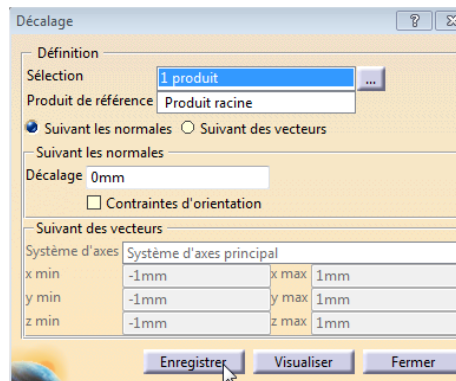 Décalage
Définition
Sélection 1 produit ...
Produit de référence Produit racine
Suivant les normales Suivant des vecteurs
Suivant les normales
Décalage 0mm
Contraintes d'orientation
Suivant des vecteurs
Système d'axes Système d'axes principal
x min -1mm x max 1mm
y min -1mm y max 1mm
z min -1mm z max 1mm
Enregistrer Visualiser Fermer